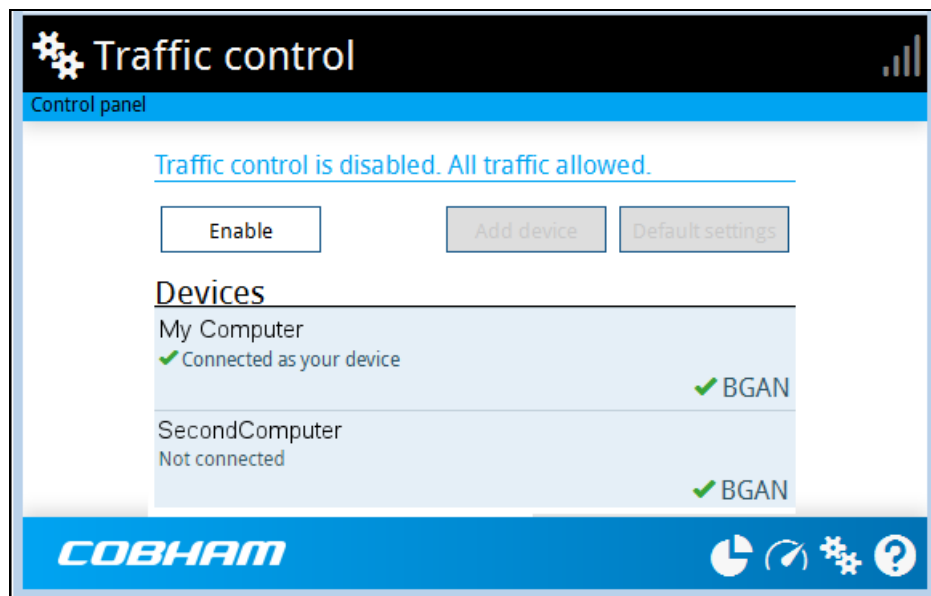 Traffic control
Control panel
Traffic control is disabled. All traffic allowed.
Enable
Add device
Default settings
Devices
My Computer
Connected as your device
BGAN
SecondComputer
Not connected
BGAN
COBHAM
?